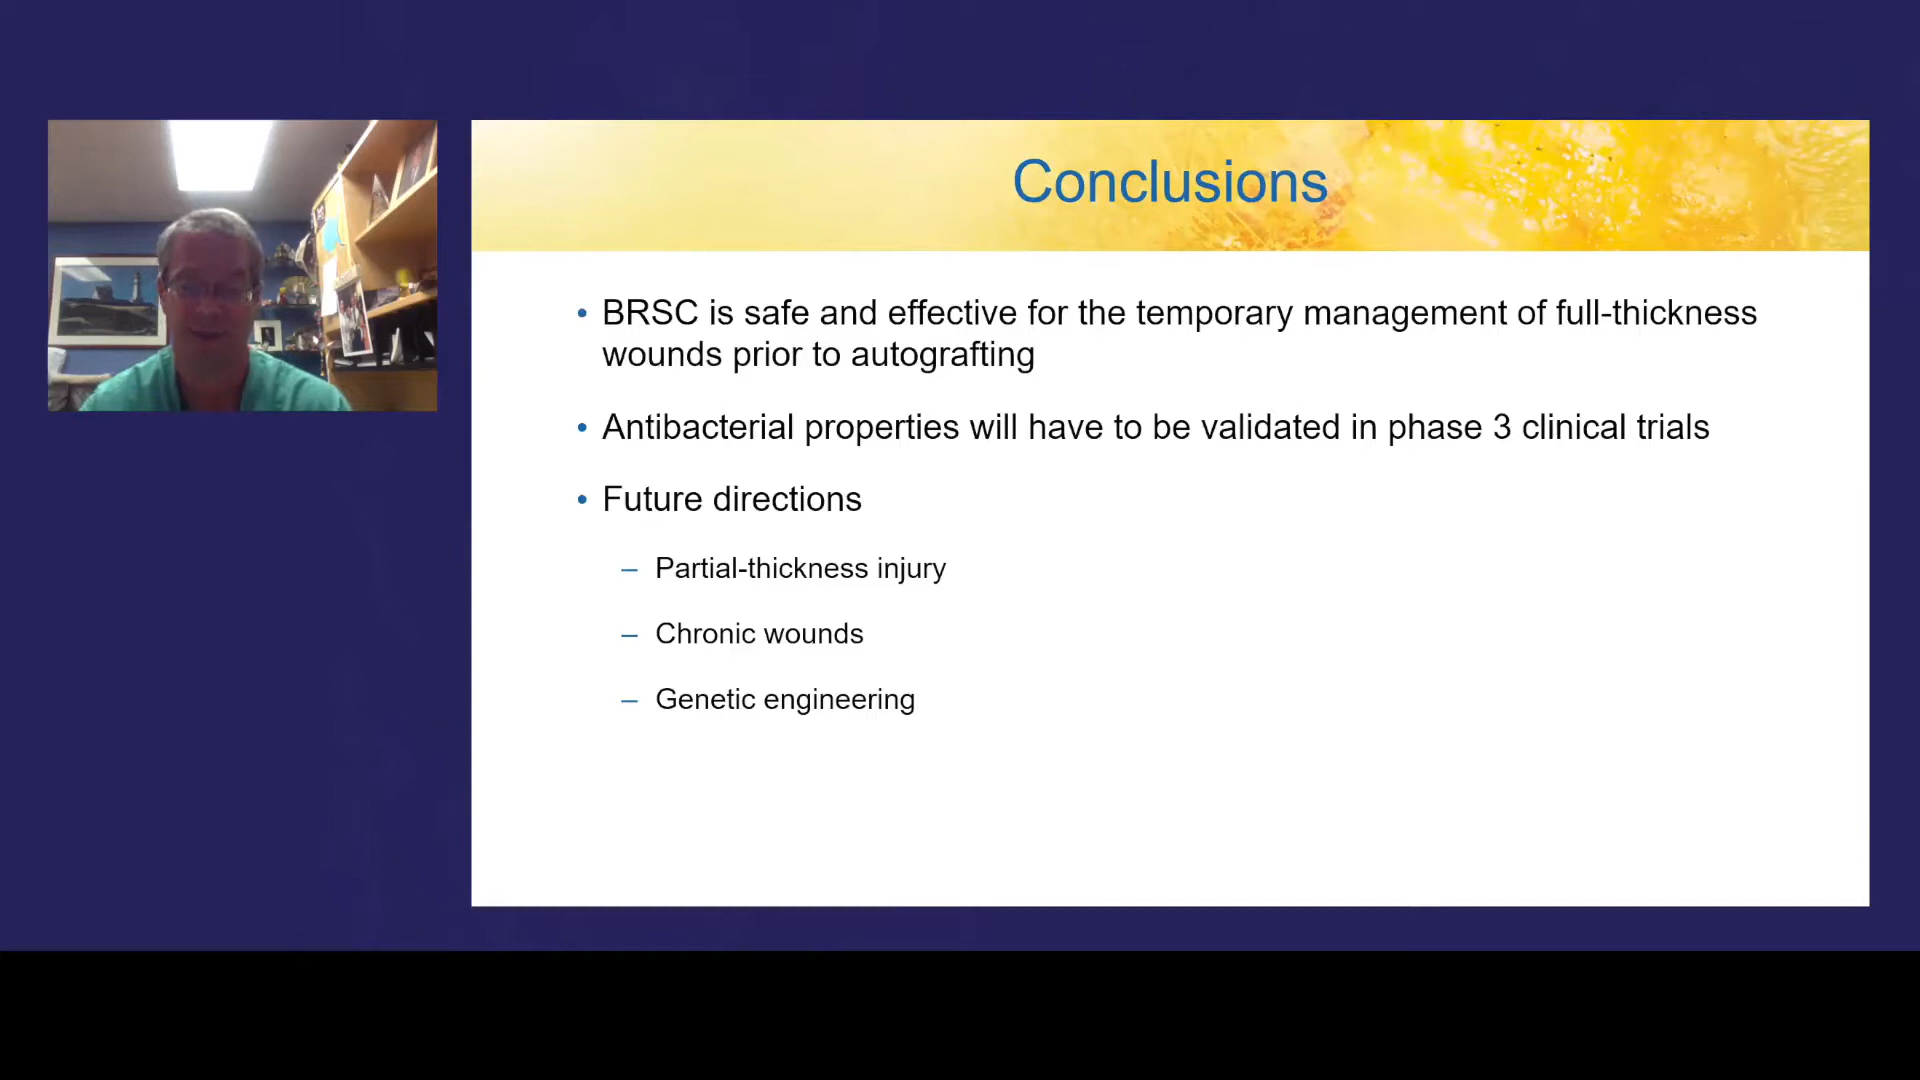 Conclusions
• BRSC is safe and effective for the temporary management of full-thickness
wounds prior to autografting
• Antibacterial properties will have to be validated in phase 3 clinical trials
• Future directions
– Partial-thickness injury
– Chronic wounds
– Genetic engineering